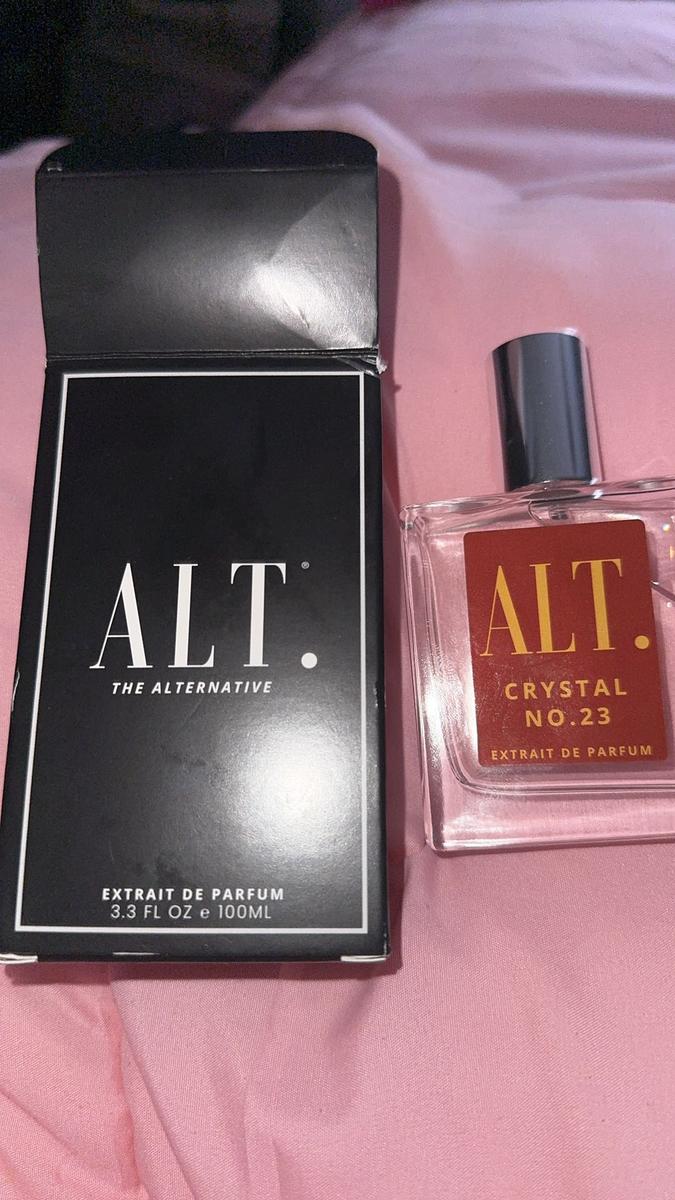 ALT.®
THE ALTERNATIVE
EXTRAIT DE PARFUM
3.3 FL OZ e 100ML
ALT.
CRYSTAL
NO.23
EXTRAIT DE PARFUM